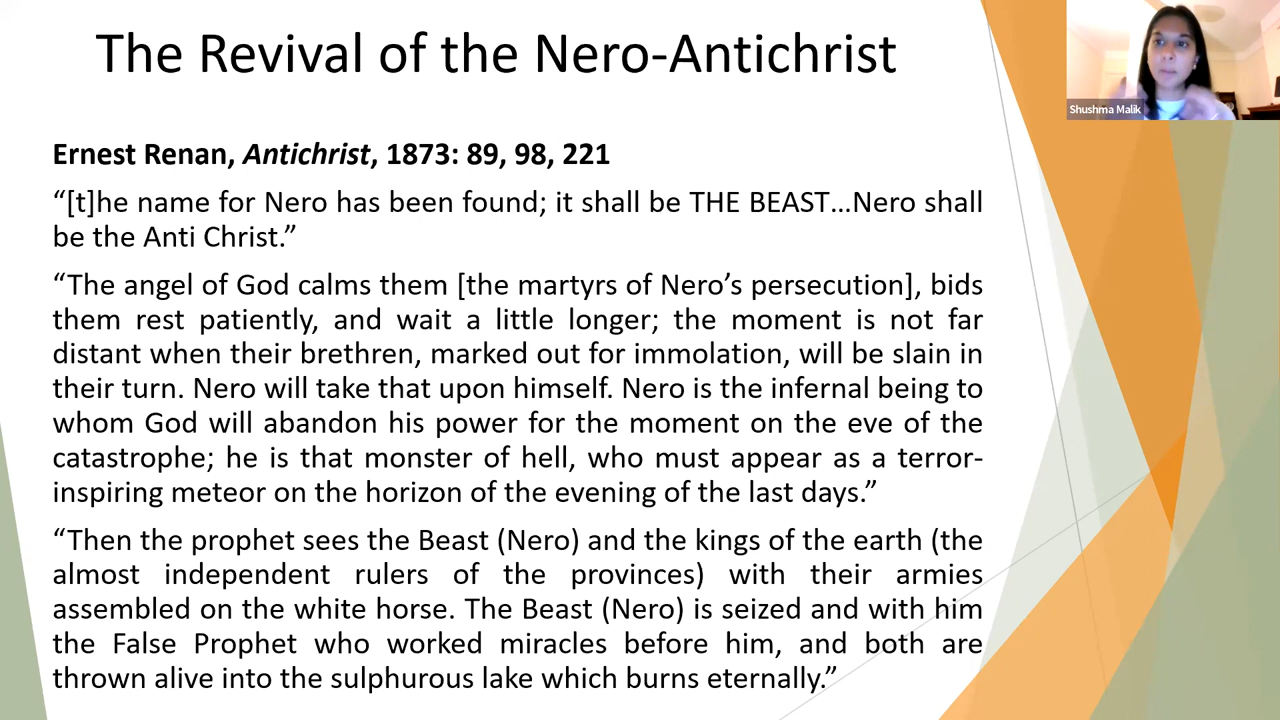 The Revival of the Nero-Antichrist
Shushma Malik
Ernest Renan, Antichrist, 1873: 89, 98, 221
“[t]he name for Nero has been found; it shall be THE BEAST…Nero shall
be the Anti Christ.”
“The angel of God calms them [the martyrs of Nero’s persecution], bids
them rest patiently, and wait a little longer; the moment is not far
distant when their brethren, marked out for immolation, will be slain in
their turn. Nero will take that upon himself. Nero is the infernal being to
whom God will abandon his power for the moment on the eve of the
catastrophe; he is that monster of hell, who must appear as a terror-
inspiring meteor on the horizon of the evening of the last days.”
“Then the prophet sees the Beast (Nero) and the kings of the earth (the
almost independent rulers of the provinces) with their armies
assembled on the white horse. The Beast (Nero) is seized and with him
the False Prophet who worked miracles before him, and both are
thrown alive into the sulphurous lake which burns eternally.”